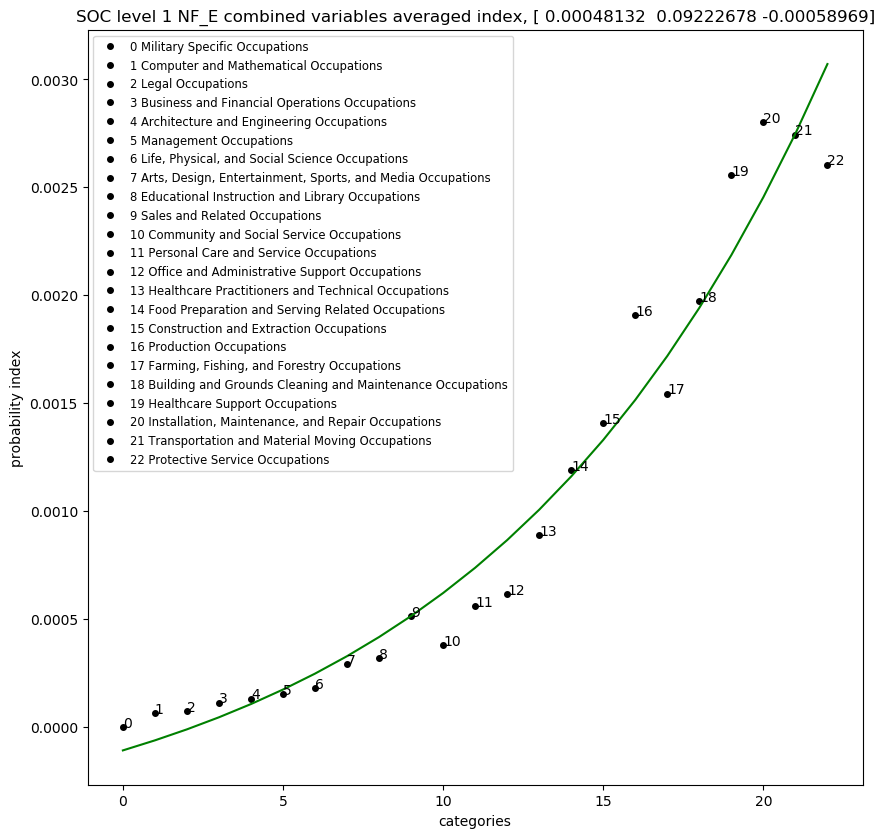 SOC level 1 NF_E combined variables averaged index, [ 0.00048132  0.09222678 -0.00058969]
0 Military Specific Occupations
1 Computer and Mathematical Occupations
2 Legal Occupations
3 Business and Financial Operations Occupations
4 Architecture and Engineering Occupations
5 Management Occupations
6 Life, Physical, and Social Science Occupations
7 Arts, Design, Entertainment, Sports, and Media Occupations
8 Educational Instruction and Library Occupations
9 Sales and Related Occupations
10 Community and Social Service Occupations
11 Personal Care and Service Occupations
12 Office and Administrative Support Occupations
13 Healthcare Practitioners and Technical Occupations
14 Food Preparation and Serving Related Occupations
15 Construction and Extraction Occupations
16 Production Occupations
17 Farming, Fishing, and Forestry Occupations
18 Building and Grounds Cleaning and Maintenance Occupations
19 Healthcare Support Occupations
20 Installation, Maintenance, and Repair Occupations
21 Transportation and Material Moving Occupations
22 Protective Service Occupations
probability index
0.0030
0.0025
0.0020
0.0015
0.0010
0.0005
0.0000
0
1
2
3
4
5
6
7
8
9
10
11
12
13
14
15
16
17
18
19
20
21
22
0
5
10
15
20
categories